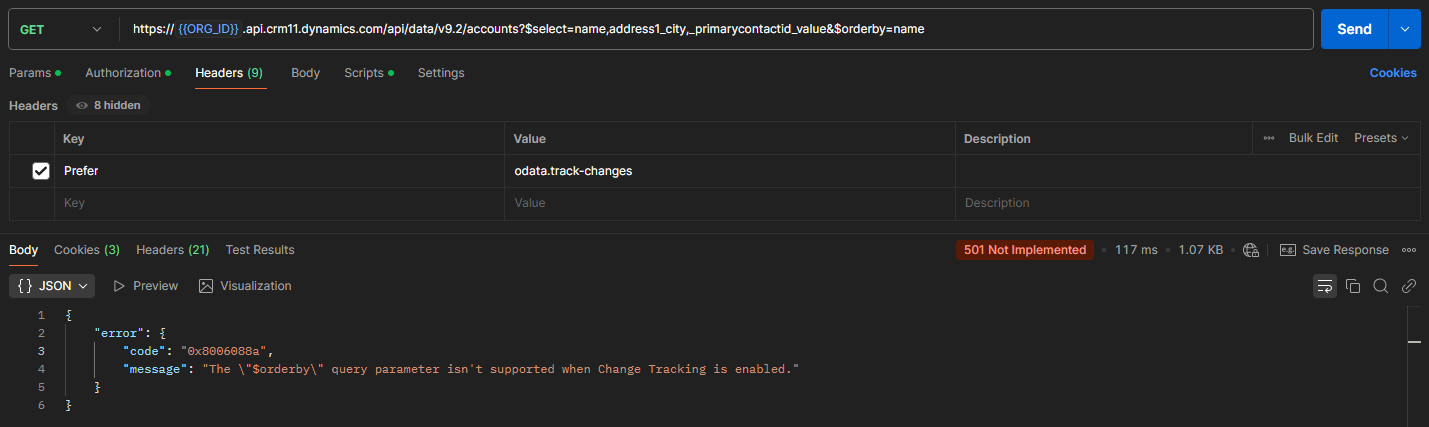 GET https:// {{ORG_ID}} .api.crm11.dynamics.com/api/data/v9.2/accounts?$select=name,address1_city,_primarycontactid_value&$orderby=name Send
Params Authorization Headers (9) Body Scripts Settings Cookies
Headers 8 hidden
Key Value Description Bulk Edit Presets
Prefer odata.track-changes
Key Value Description
Body Cookies (3) Headers (21) Test Results 501 Not Implemented 117 ms 1.07 KB e.g. Save Response
{} JSON Preview Visualization
1 {
2 "error": {
3 "code": "0x8006088a",
4 "message": "The \"$orderby\" query parameter isn't supported when Change Tracking is enabled."
5 }
6 }